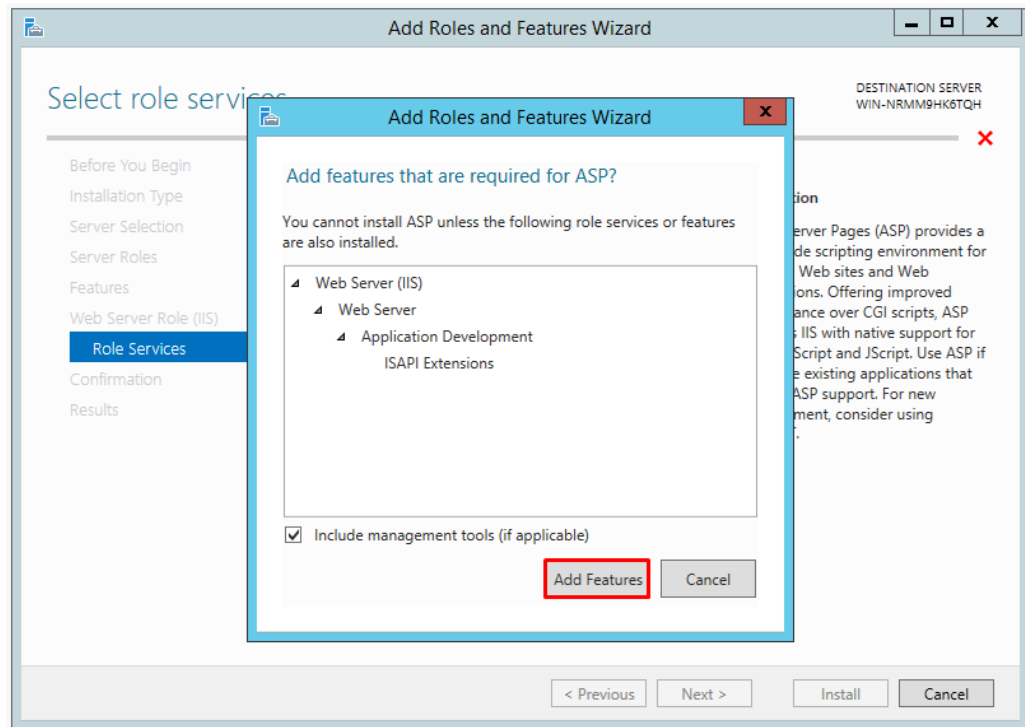 Add Roles and Features Wizard
Select role services
DESTINATION SERVER
WIN-NRMM9HK6TQH
Before You Begin
Installation Type
Server Selection
Server Roles
Features
Web Server Role (IIS)
Role Services
Confirmation
Results
Add Roles and Features Wizard
Add features that are required for ASP?
You cannot install ASP unless the following role services or features
are also installed.
Web Server (IIS)
Web Server
Application Development
ISAPI Extensions
Include management tools (if applicable)
Add Features
Cancel
erver Pages (ASP) provides a
de scripting environment for
Web sites and Web
ions. Offering improved
ance over CGI scripts, ASP
IIS with native support for
Script and JScript. Use ASP if
e existing applications that
ASP support. For new
ment, consider using
< Previous
Next >
Install
Cancel